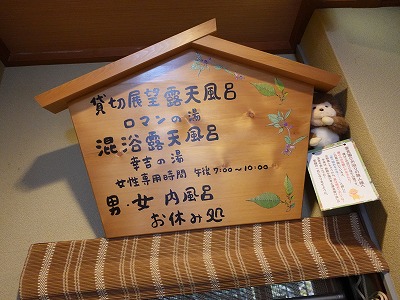 貸切展望露天風呂
ロマンの湯
混浴露天風呂
幸吉の湯
女性専用時間 午后7:00～10:00
男・女 内風呂
お休み処